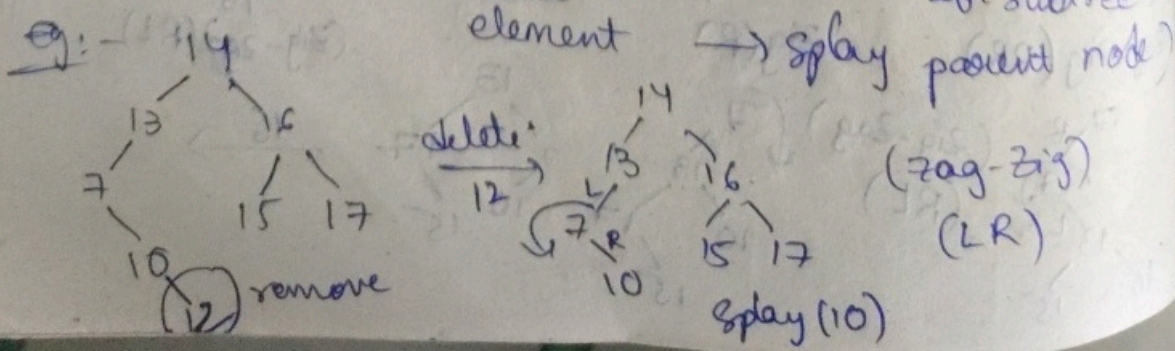 element → splay parent node)
Eg:- 14
14
13 16
delete
13
16
(zag-zig)
7
12
L
15 17
7 R
15 17
(LR)
10
10
12 remove
splay (10)